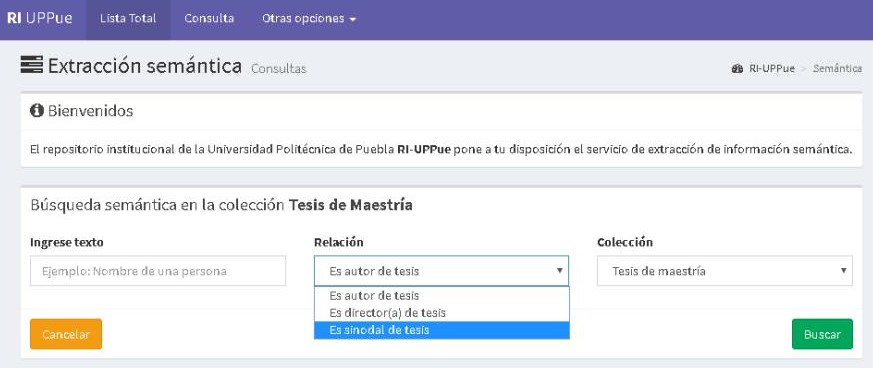 RI UPPue Lista Total Consulta Otras opciones
Extracción semántica Consultas RI-UPPue > Semántica
Bienvenidos
El repositorio institucional de la Universidad Politécnica de Puebla RI-UPPue pone a tu disposición el servicio de extracción de información semántica.
Búsqueda semántica en la colección Tesis de Maestría
Ingrese texto Relación Colección
Ejemplo: Nombre de una persona Es autor de tesis Tesis de maestría
Es autor de tesis
Es director(a) de tesis
Es sinodal de tesis
Cancelar Buscar